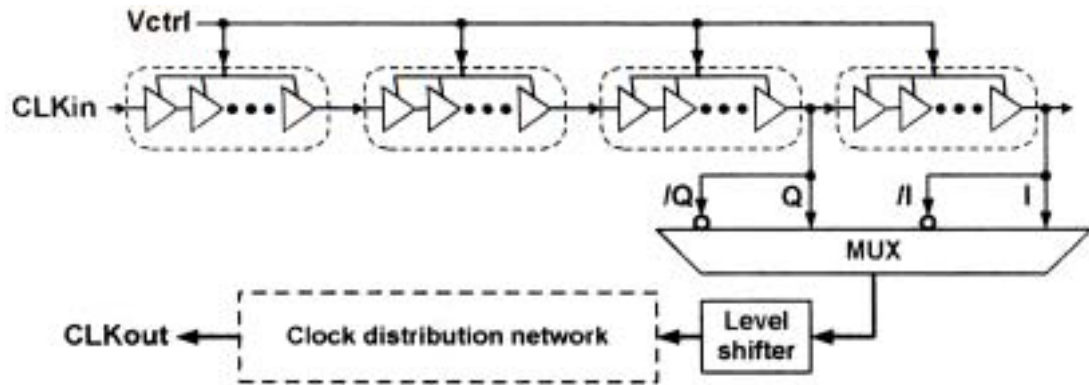 Vctrl
CLKin
/Q Q /I I
MUX
CLKout
Clock distribution network
Level
shifter